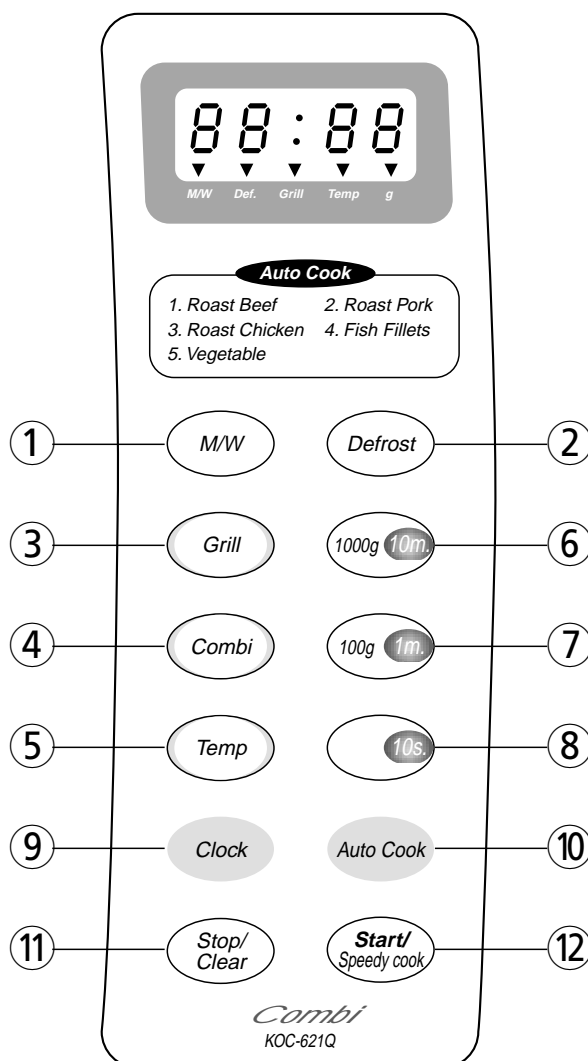 88:88
M/W Def. Grill Temp g
Auto Cook
1. Roast Beef 2. Roast Pork
3. Roast Chicken 4. Fish Fillets
5. Vegetable
1 M/W Defrost 2
3 Grill 1000g 10m. 6
4 Combi 100g 1m. 7
5 Temp 10s. 8
9 Clock Auto Cook 10
11 Stop/
Clear Start/
Speedy cook 12
Combi
KOC-621Q